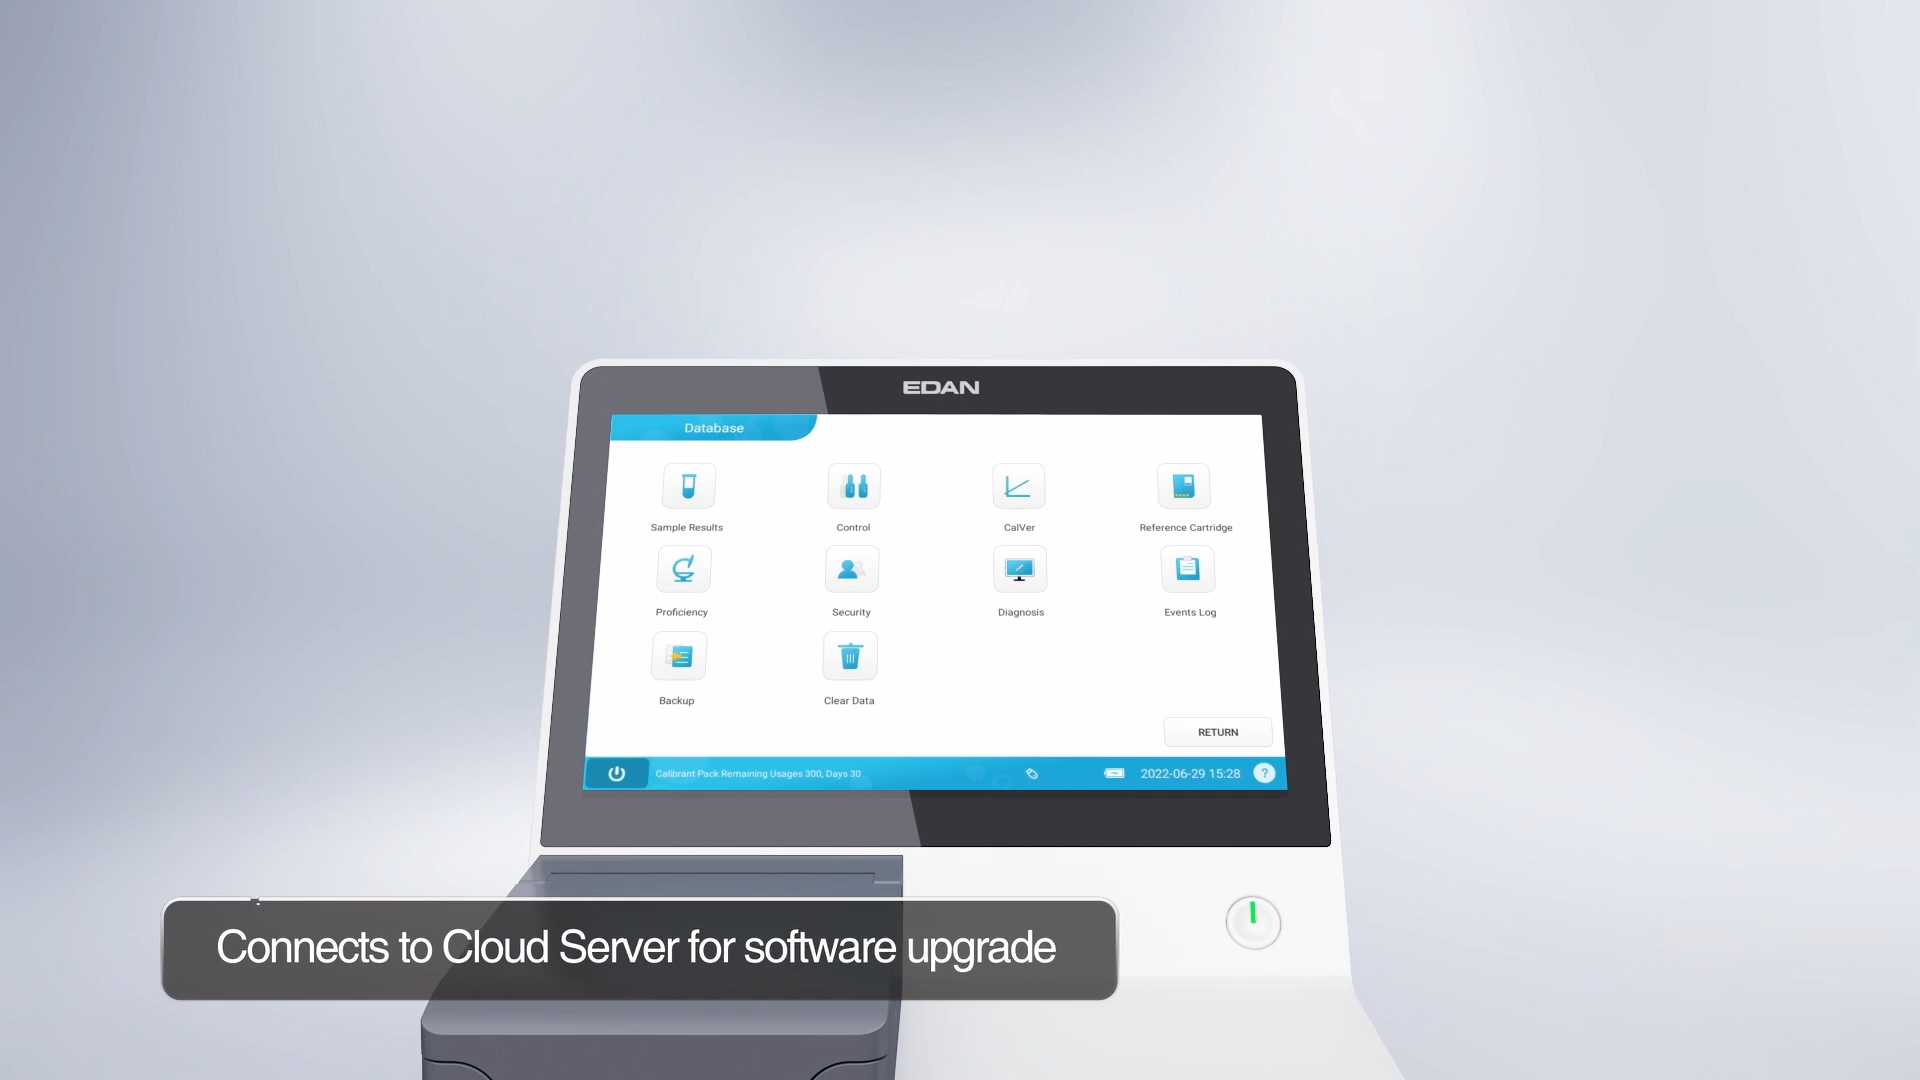 EDAN
Database
Sample Results
Control
CalVer
Reference Cartridge
Proficiency
Security
Diagnosis
Events Log
Backup
Clear Data
RETURN
Calibrant Pack Remaining Usages 300, Days 30
2022-06-29 15:28
?
Connects to Cloud Server for software upgrade